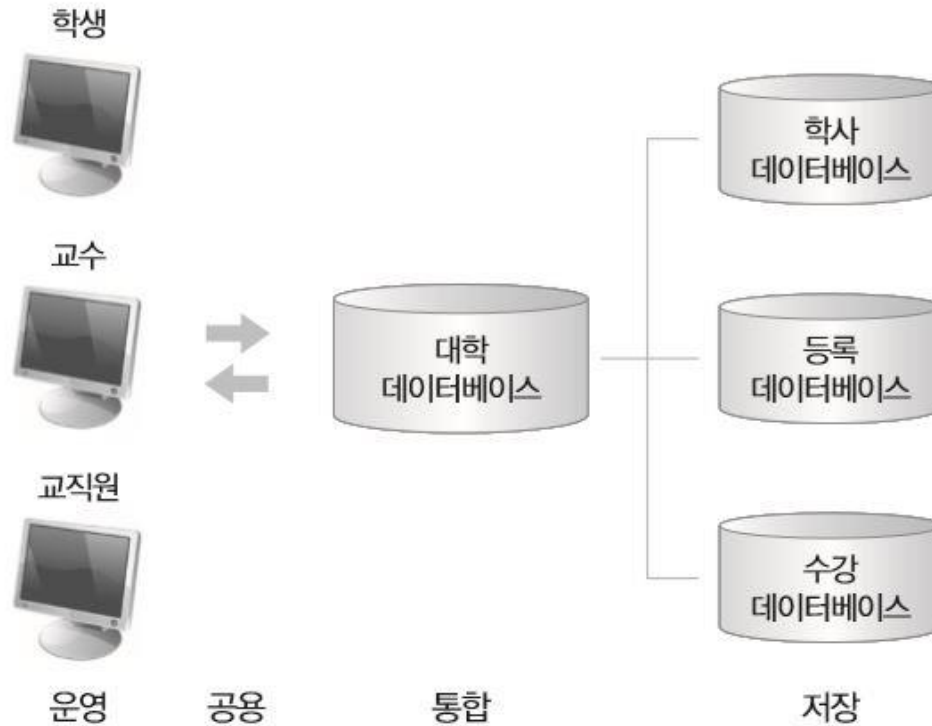 학생
교수
교직원
대학
데이터베이스
학사
데이터베이스
등록
데이터베이스
수강
데이터베이스
운영
공용
통합
저장